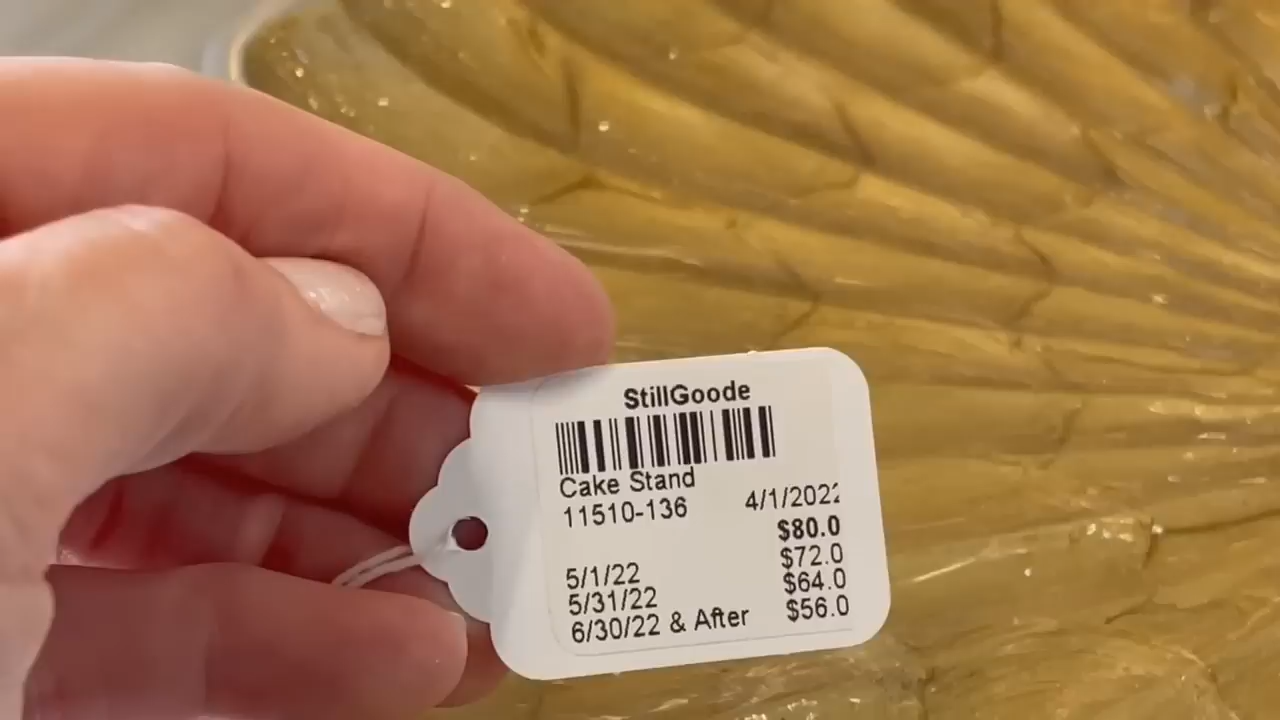 StillGoode
Cake Stand
11510-136 4/1/2022
$80.0
$72.0
5/1/22 $64.0
5/31/22 $56.0
6/30/22 & After